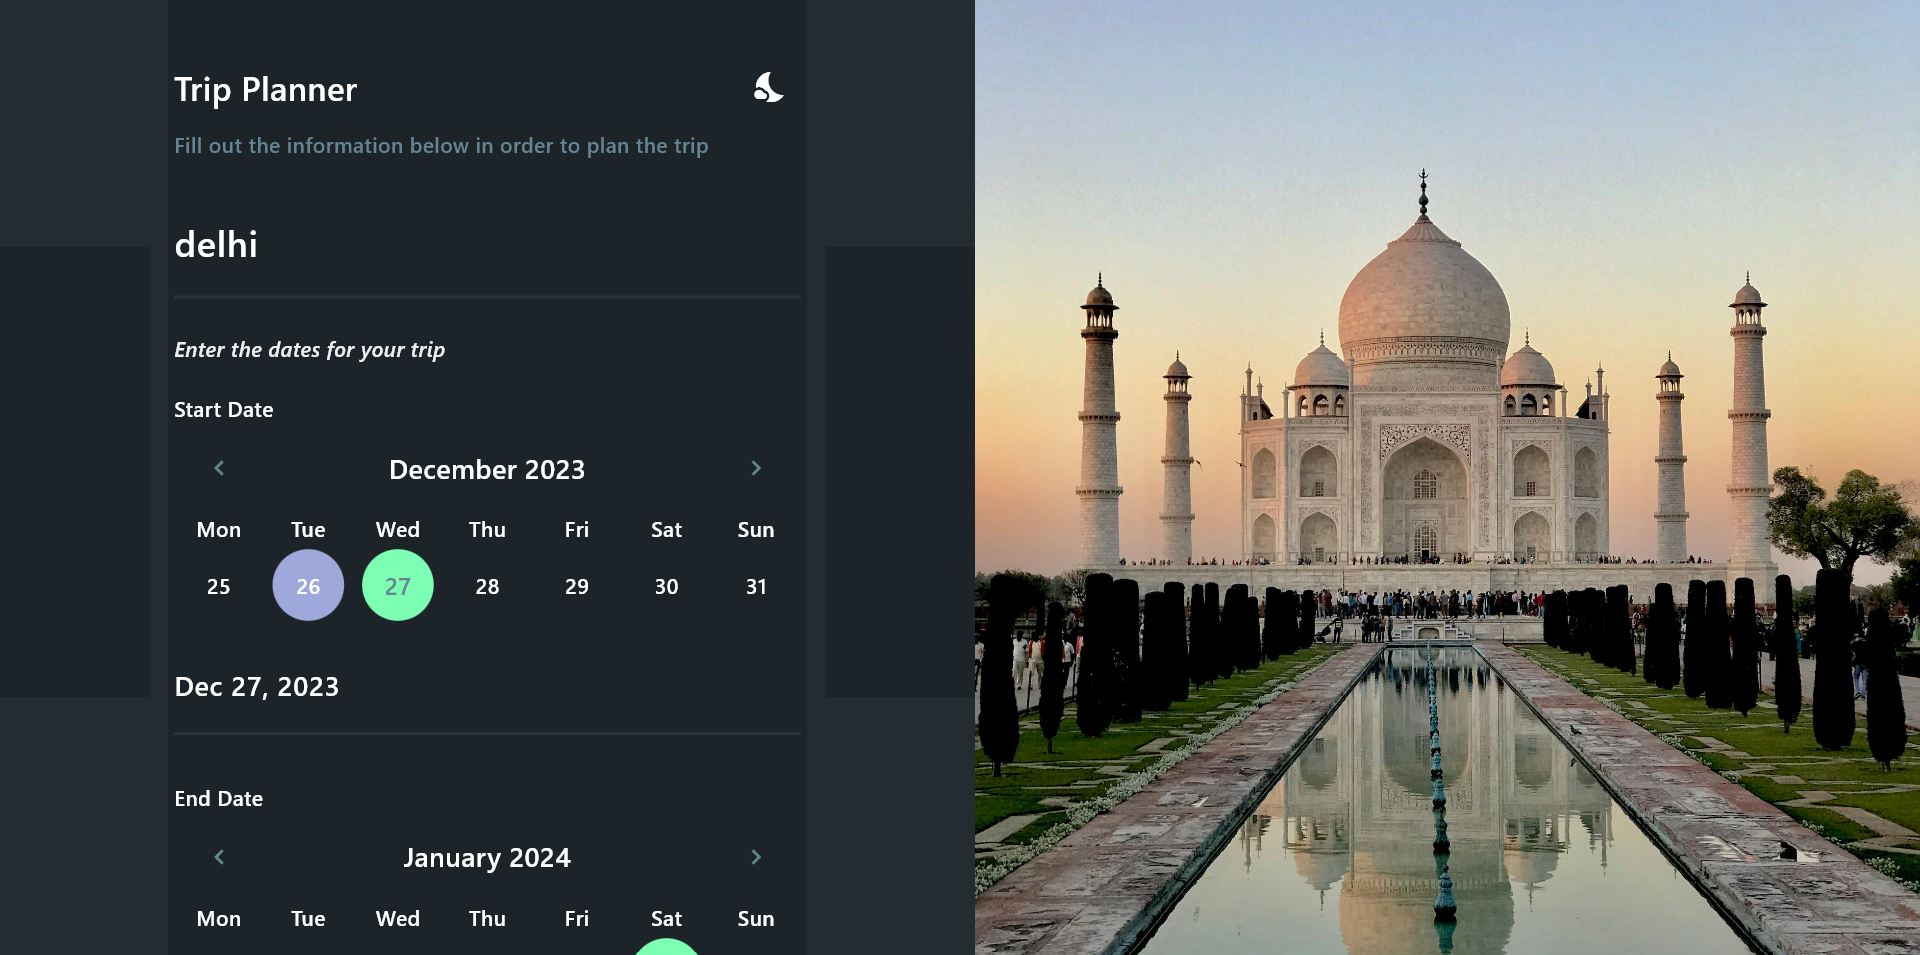 Trip Planner
Fill out the information below in order to plan the trip
delhi
Enter the dates for your trip
Start Date
December 2023
Mon Tue Wed Thu Fri Sat Sun
25 26 27 28 29 30 31
Dec 27, 2023
End Date
January 2024
Mon Tue Wed Thu Fri Sat Sun